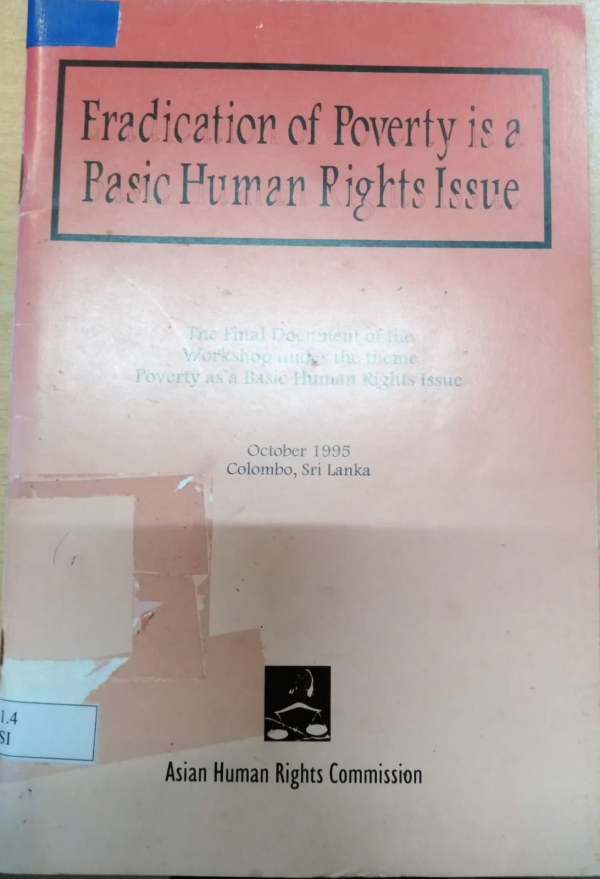 Eradication of Poverty is a
Basic Human Rights Issue
The Final Document of the
Workshop under the theme
Poverty as a Basic Human Rights Issue
October 1995
Colombo, Sri Lanka
1.4
SI
Asian Human Rights Commission